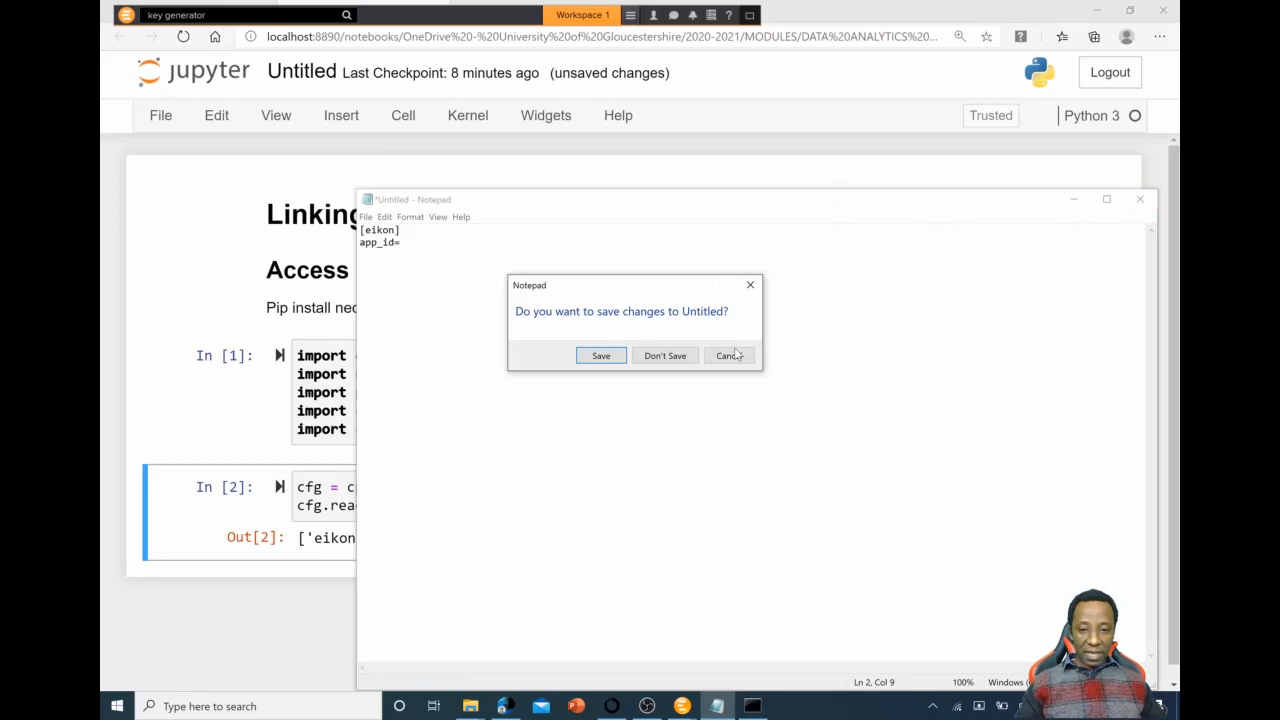 key generator
Workspace 1
localhost:8890/notebooks/OneDrive%20-%20University%20of%20Gloucestershire/2020-2021/MODULES/DATA%20ANALYTICS%20...
jupyter Untitled Last Checkpoint: 8 minutes ago (unsaved changes)
Logout
File Edit View Insert Cell Kernel Widgets Help
Trusted
Python 3
Linking
Access
Pip install
In [1]:
import
import
import
import
import
In [2]:
cfg = c
cfg.rea
Out[2]: ['eikon
*Untitled - Notepad
File Edit Format View Help
[eikon]
app_id=
Notepad
Do you want to save changes to Untitled?
Save Don't Save Cancel
Ln 2, Col 9 100% Windows
Type here to search